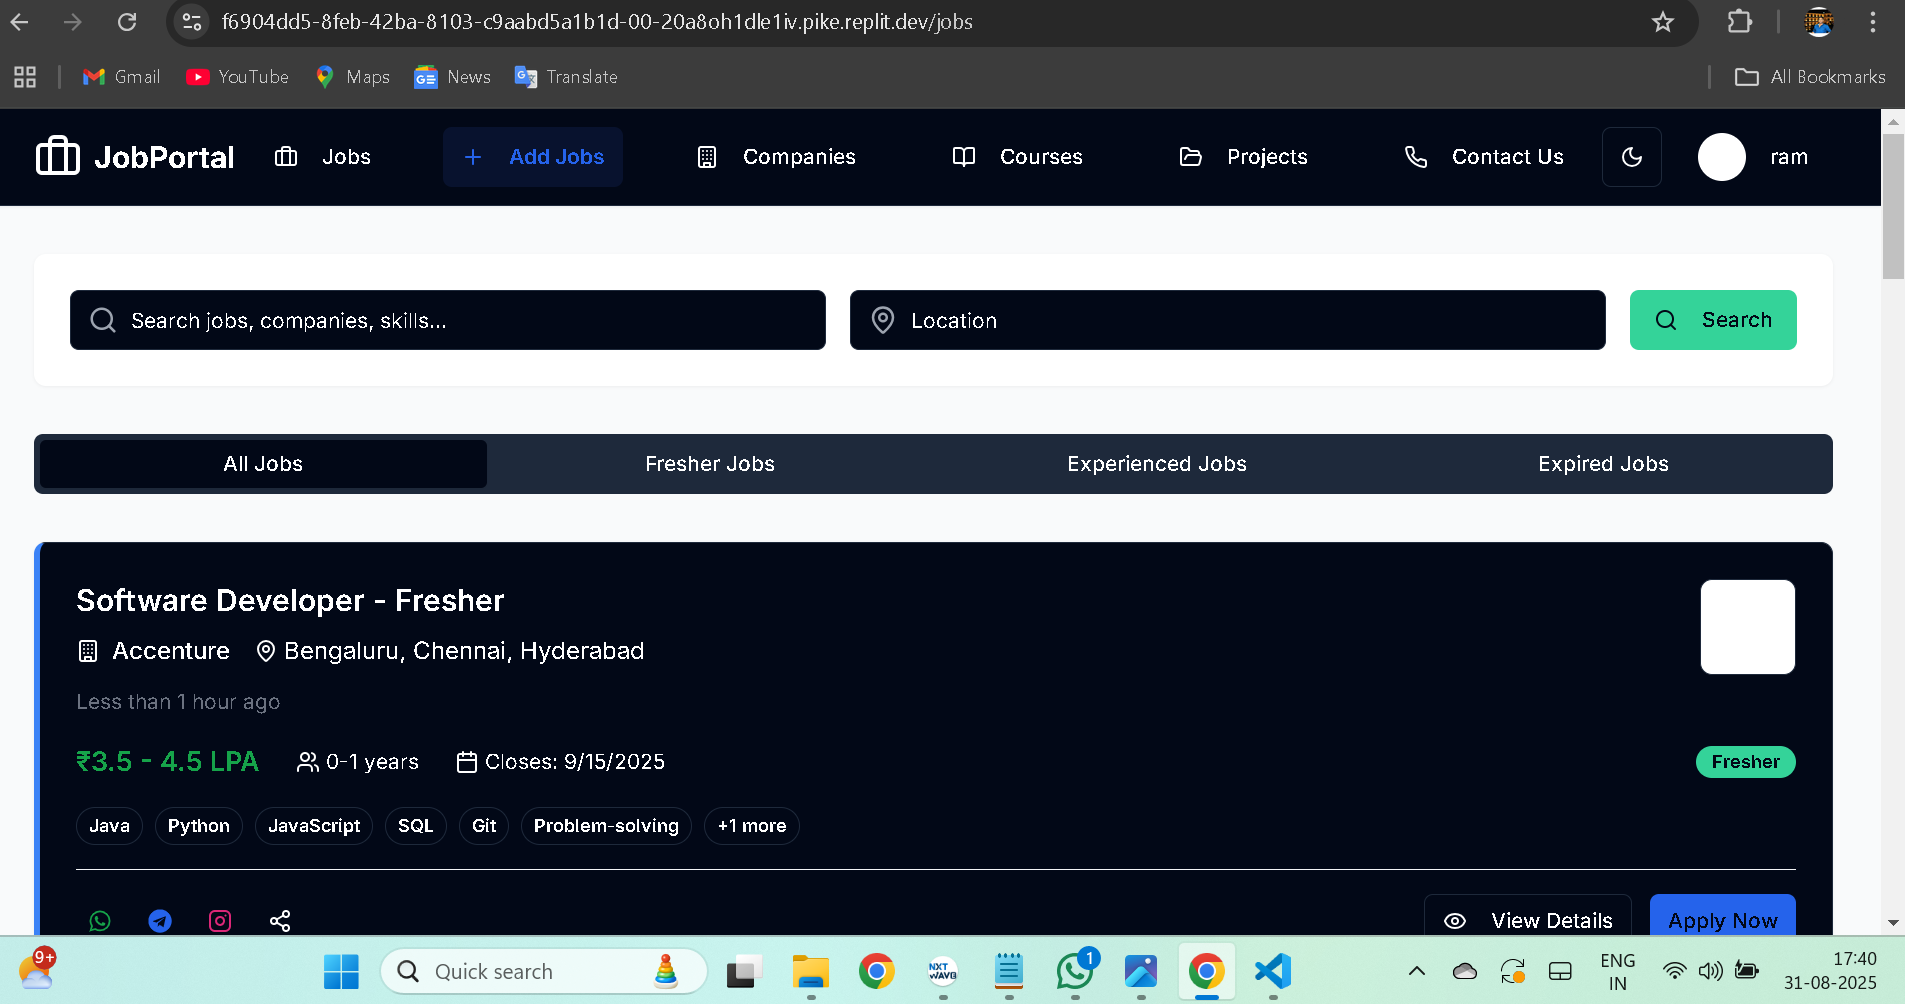 f6904dd5-8feb-42ba-8103-c9aabd5a1b1d-00-20a8oh1dle1iv.pike.replit.dev/jobs
Gmail YouTube Maps News Translate All Bookmarks
JobPortal Jobs Add Jobs Companies Courses Projects Contact Us ram
Search jobs, companies, skills... Location Search
All Jobs Fresher Jobs Experienced Jobs Expired Jobs
Software Developer - Fresher
Accenture Bengaluru, Chennai, Hyderabad
Less than 1 hour ago
₹3.5 - 4.5 LPA 0-1 years Closes: 9/15/2025 Fresher
Java Python JavaScript SQL Git Problem-solving +1 more
View Details Apply Now
9+ Quick search NXT WAVE 1 ENG IN 17:40
31-08-2025